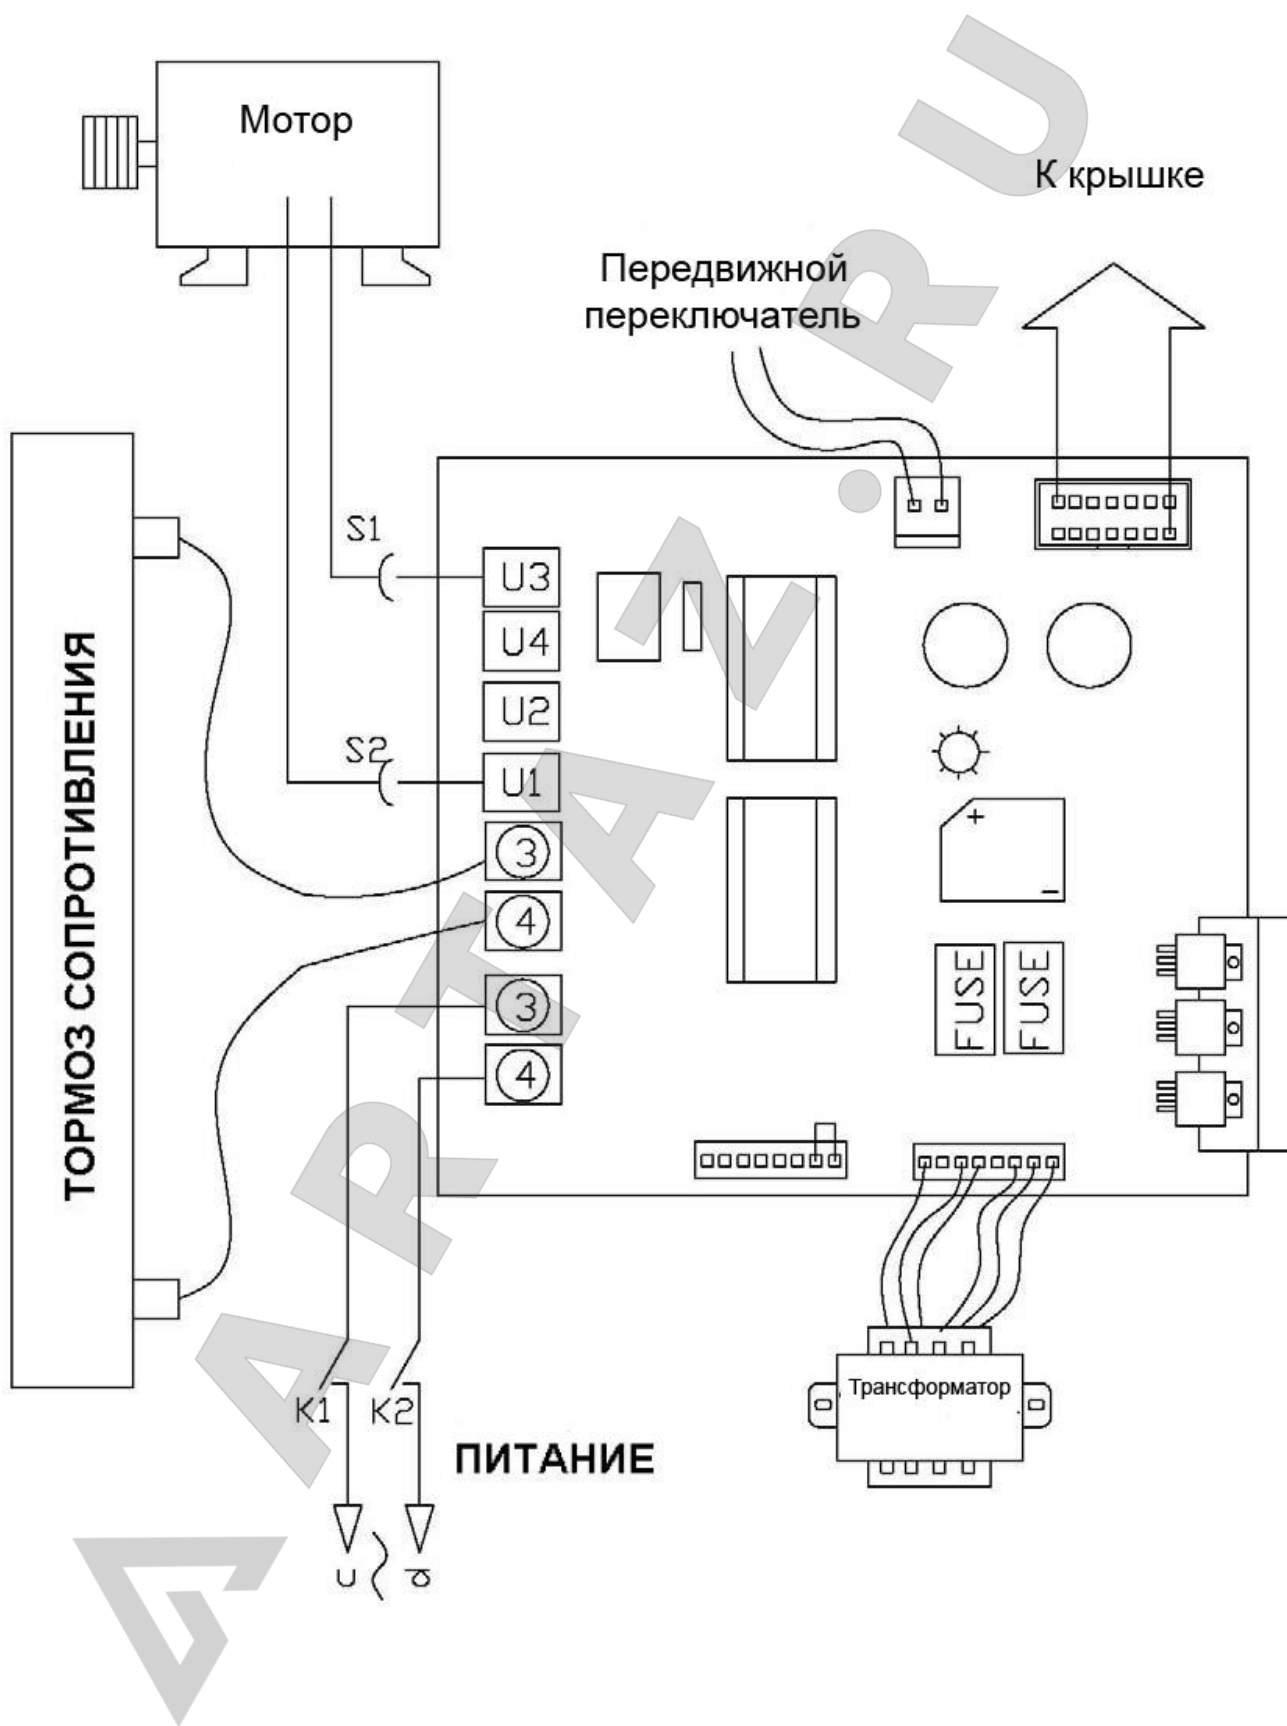 Мотор
К крышке
Передвижной
переключатель
S1
U3
U4
U2
S2
U1
3
4
3
4
ТОРМОЗ СОПРОТИВЛЕНИЯ
+
−
FUSE
FUSE
K1
K2
ПИТАНИЕ
Трансформатор
ARTAZ.RU